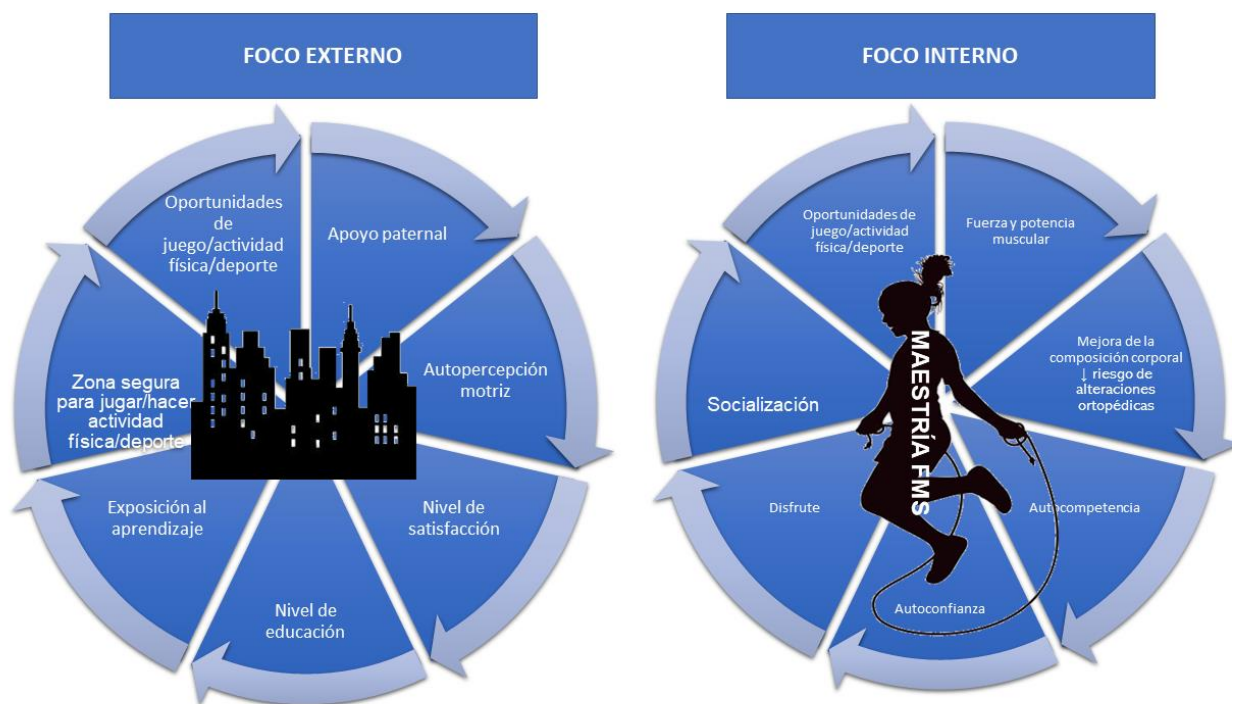 FOCO EXTERNO
Oportunidades
de
juego/actividad
física/deporte
Apoyo paternal
Autopercepción
motriz
Nivel de
satisfacción
Nivel de
educación
Exposición al
aprendizaje
Zona segura
para jugar/hacer
actividad
física/deporte
FOCO INTERNO
Oportunidades de
juego/actividad
física/deporte
Fuerza y potencia
muscular
Mejora de la
composición corporal
↓ riesgo de
alteraciones
ortopédicas
Autocompetencia
Autoconfianza
Disfrute
Socialización
MAESTRÍA FMS